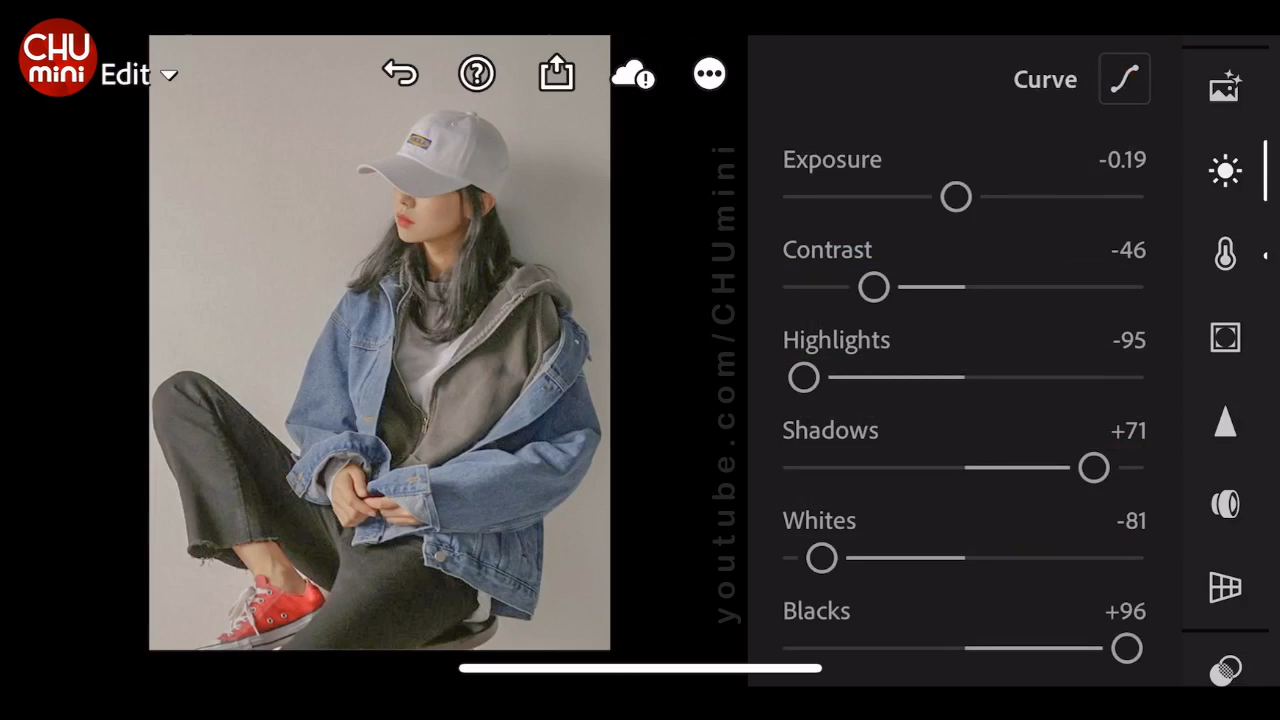 CHU
mini
Edit
Curve
Exposure -0.19
Contrast -46
Highlights -95
Shadows +71
Whites -81
Blacks +96
youtube.com/CHUmini